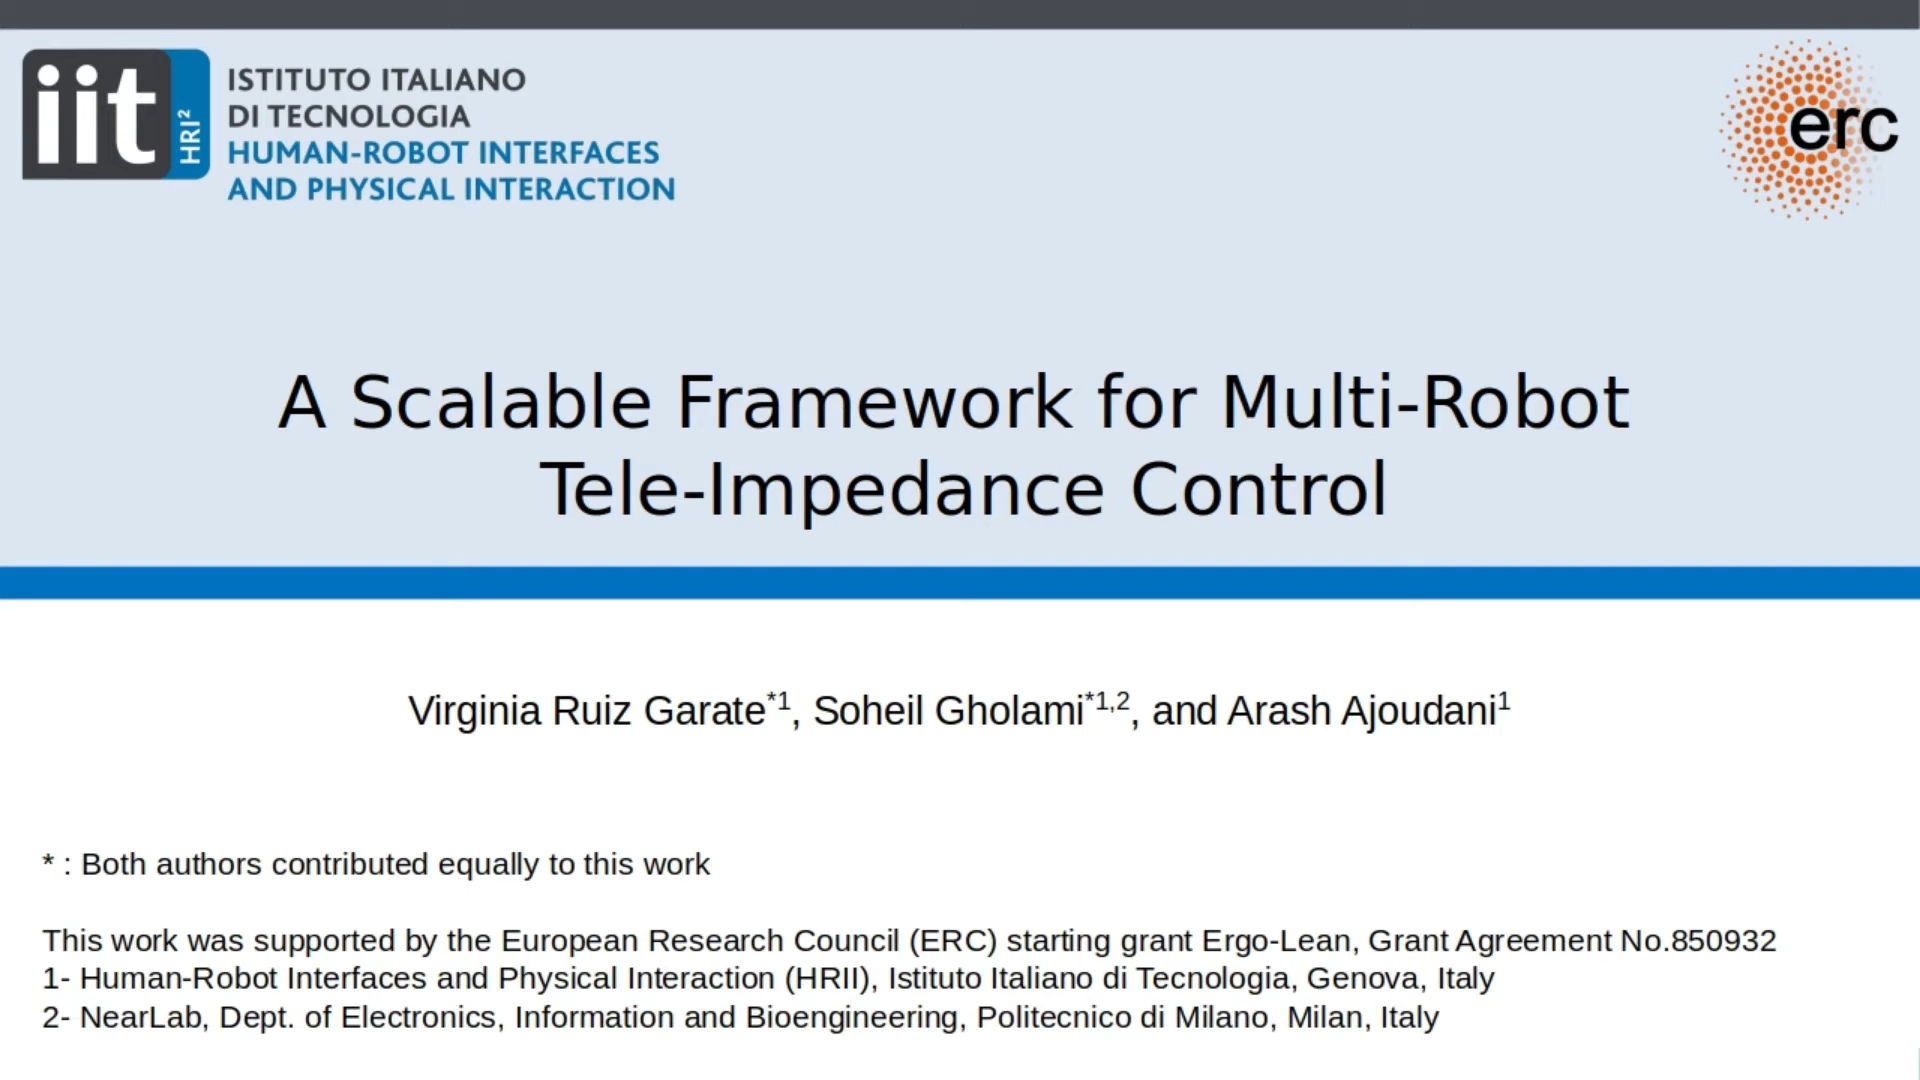 iit HRI²
ISTITUTO ITALIANO
DI TECNOLOGIA
HUMAN-ROBOT INTERFACES
AND PHYSICAL INTERACTION
erc
A Scalable Framework for Multi-Robot
Tele-Impedance Control
Virginia Ruiz Garate*1, Soheil Gholami*1,2, and Arash Ajoudani1
* : Both authors contributed equally to this work
This work was supported by the European Research Council (ERC) starting grant Ergo-Lean, Grant Agreement No.850932
1- Human-Robot Interfaces and Physical Interaction (HRII), Istituto Italiano di Tecnologia, Genova, Italy
2- NearLab, Dept. of Electronics, Information and Bioengineering, Politecnico di Milano, Milan, Italy